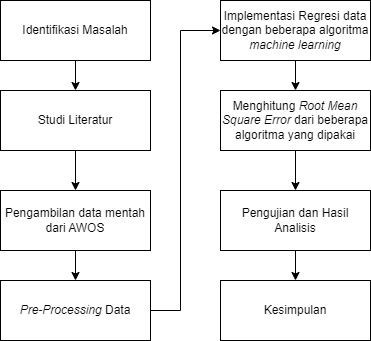 Identifikasi Masalah
Studi Literatur
Pengambilan data mentah
dari AWOS
Pre-Processing Data
Implementasi Regresi data
dengan beberapa algoritma
machine learning
Menghitung Root Mean
Square Error dari beberapa
algoritma yang dipakai
Pengujian dan Hasil
Analisis
Kesimpulan